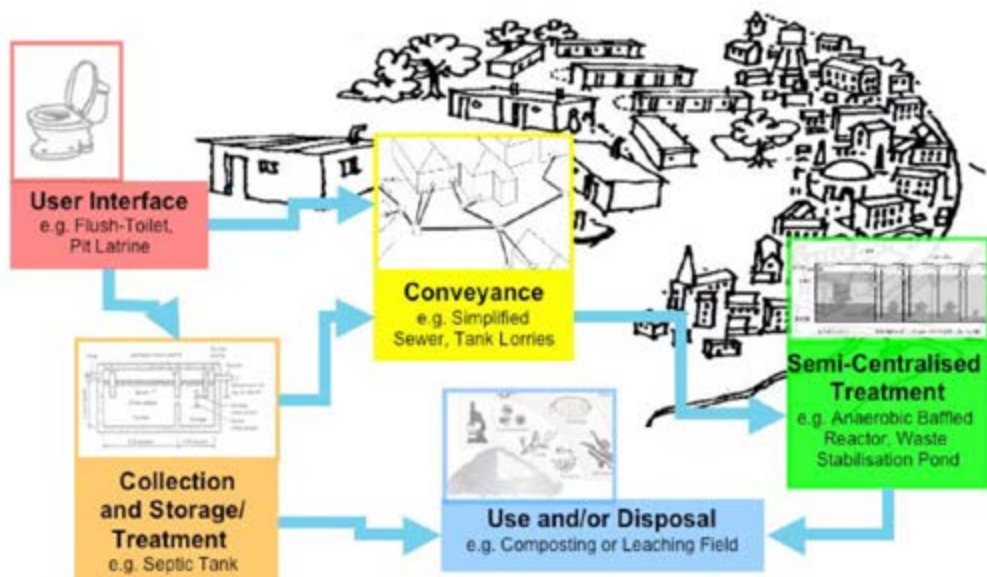 User Interface
e.g. Flush-Toilet,
Pit Latrine
Conveyance
e.g. Simplified
Sewer, Tank Lorries
Semi-Centralised
Treatment
e.g. Anaerobic Baffled
Reactor, Waste
Stabilisation Pond
Collection
and Storage/
Treatment
e.g. Septic Tank
Use and/or Disposal
e.g. Composting or Leaching Field